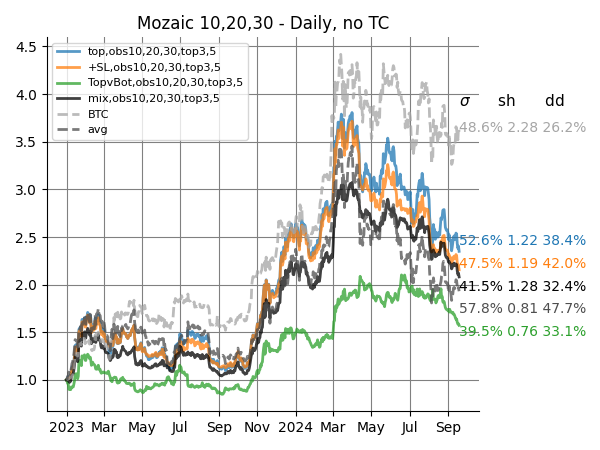 Mozaic 10,20,30 - Daily, no TC
4.5
4.0
3.5
3.0
2.5
2.0
1.5
1.0
top,obs10,20,30,top3,5
+SL,obs10,20,30,top3,5
TopvBot,obs10,20,30,top3,5
mix,obs10,20,30,top3,5
BTC
avg
σ sh dd
48.6% 2.28 26.2%
52.6% 1.22 38.4%
47.5% 1.19 42.0%
41.5% 1.28 32.4%
57.8% 0.81 47.7%
39.5% 0.76 33.1%
2023 Mar May Jul Sep Nov 2024 Mar May Jul Sep